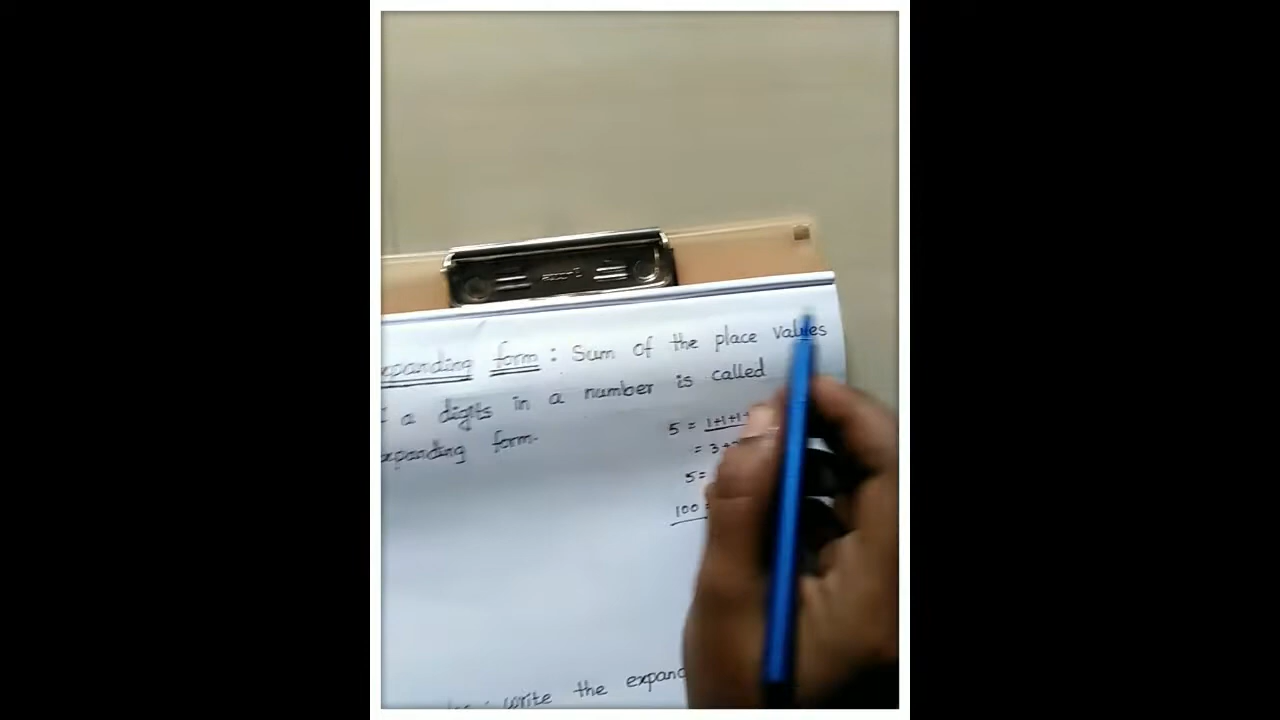 expanding form : Sum of the place values
a digits in a number is called
expanding form.
5 = 1+1+1+
= 3+
5 =
100 =
write the expand